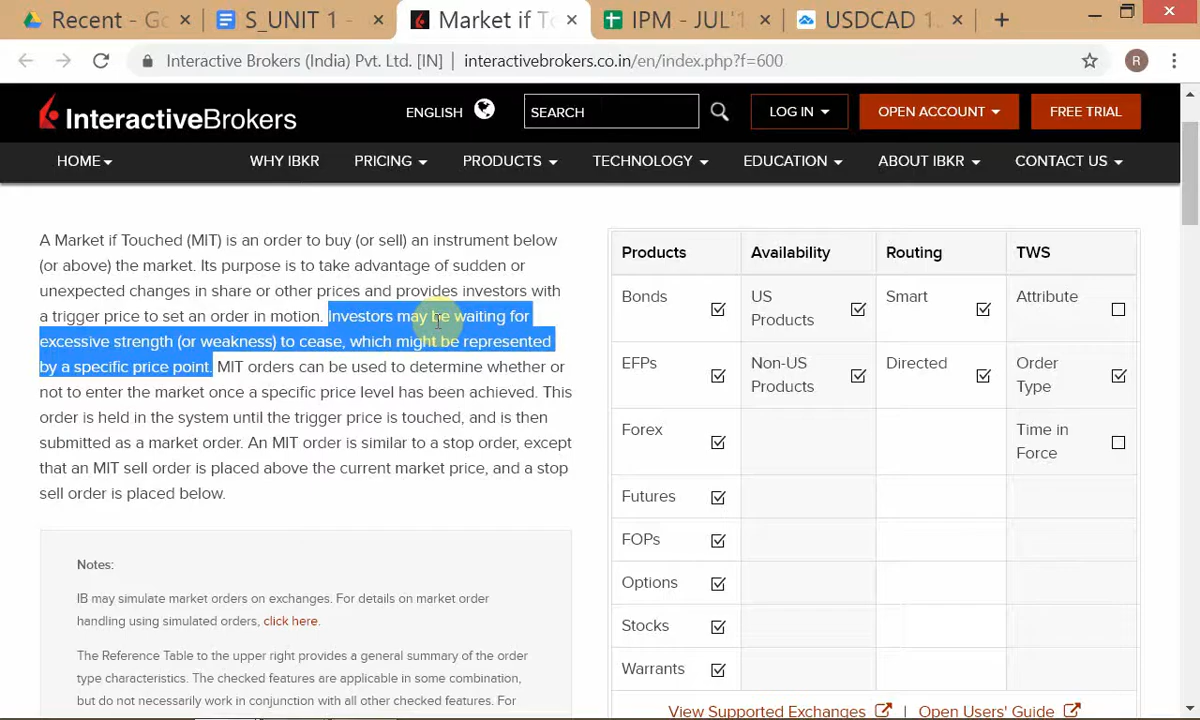 Recent - Go
S_UNIT 1 -
Market if To
IPM - JUL'1
USDCAD 1.
Interactive Brokers (India) Pvt. Ltd. [IN] | interactivebrokers.co.in/en/index.php?f=600
R
InteractiveBrokers
ENGLISH
SEARCH
LOG IN
OPEN ACCOUNT
FREE TRIAL
HOME
WHY IBKR
PRICING
PRODUCTS
TECHNOLOGY
EDUCATION
ABOUT IBKR
CONTACT US
A Market if Touched (MIT) is an order to buy (or sell) an instrument below
(or above) the market. Its purpose is to take advantage of sudden or
unexpected changes in share or other prices and provides investors with
a trigger price to set an order in motion. Investors may be waiting for
excessive strength (or weakness) to cease, which might be represented
by a specific price point. MIT orders can be used to determine whether or
not to enter the market once a specific price level has been achieved. This
order is held in the system until the trigger price is touched, and is then
submitted as a market order. An MIT order is similar to a stop order, except
that an MIT sell order is placed above the current market price, and a stop
sell order is placed below.
Notes:
IB may simulate market orders on exchanges. For details on market order
handling using simulated orders, click here.
The Reference Table to the upper right provides a general summary of the order
type characteristics. The checked features are applicable in some combination,
but do not necessarily work in conjunction with all other checked features. For
Products
Availability
Routing
TWS
Bonds
US
Products
Smart
Attribute
EFPs
Non-US
Products
Directed
Order
Type
Forex
Time in
Force
Futures
FOPs
Options
Stocks
Warrants
View Supported Exchanges | Open Users' Guide